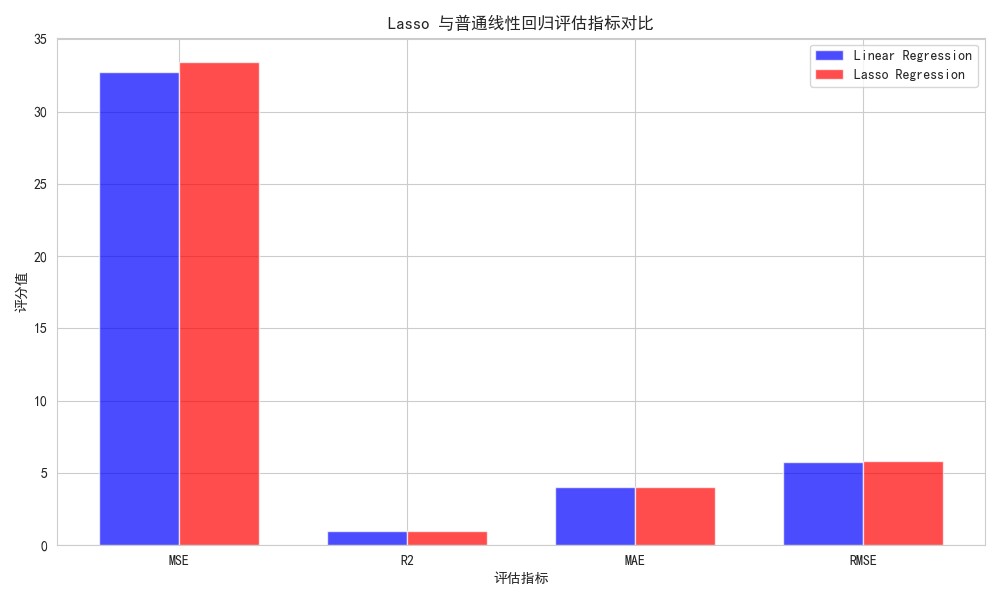 Lasso 与普通线性回归评估指标对比
Linear Regression
Lasso Regression
评分值
35
30
25
20
15
10
5
0
MSE
R2
MAE
RMSE
评估指标